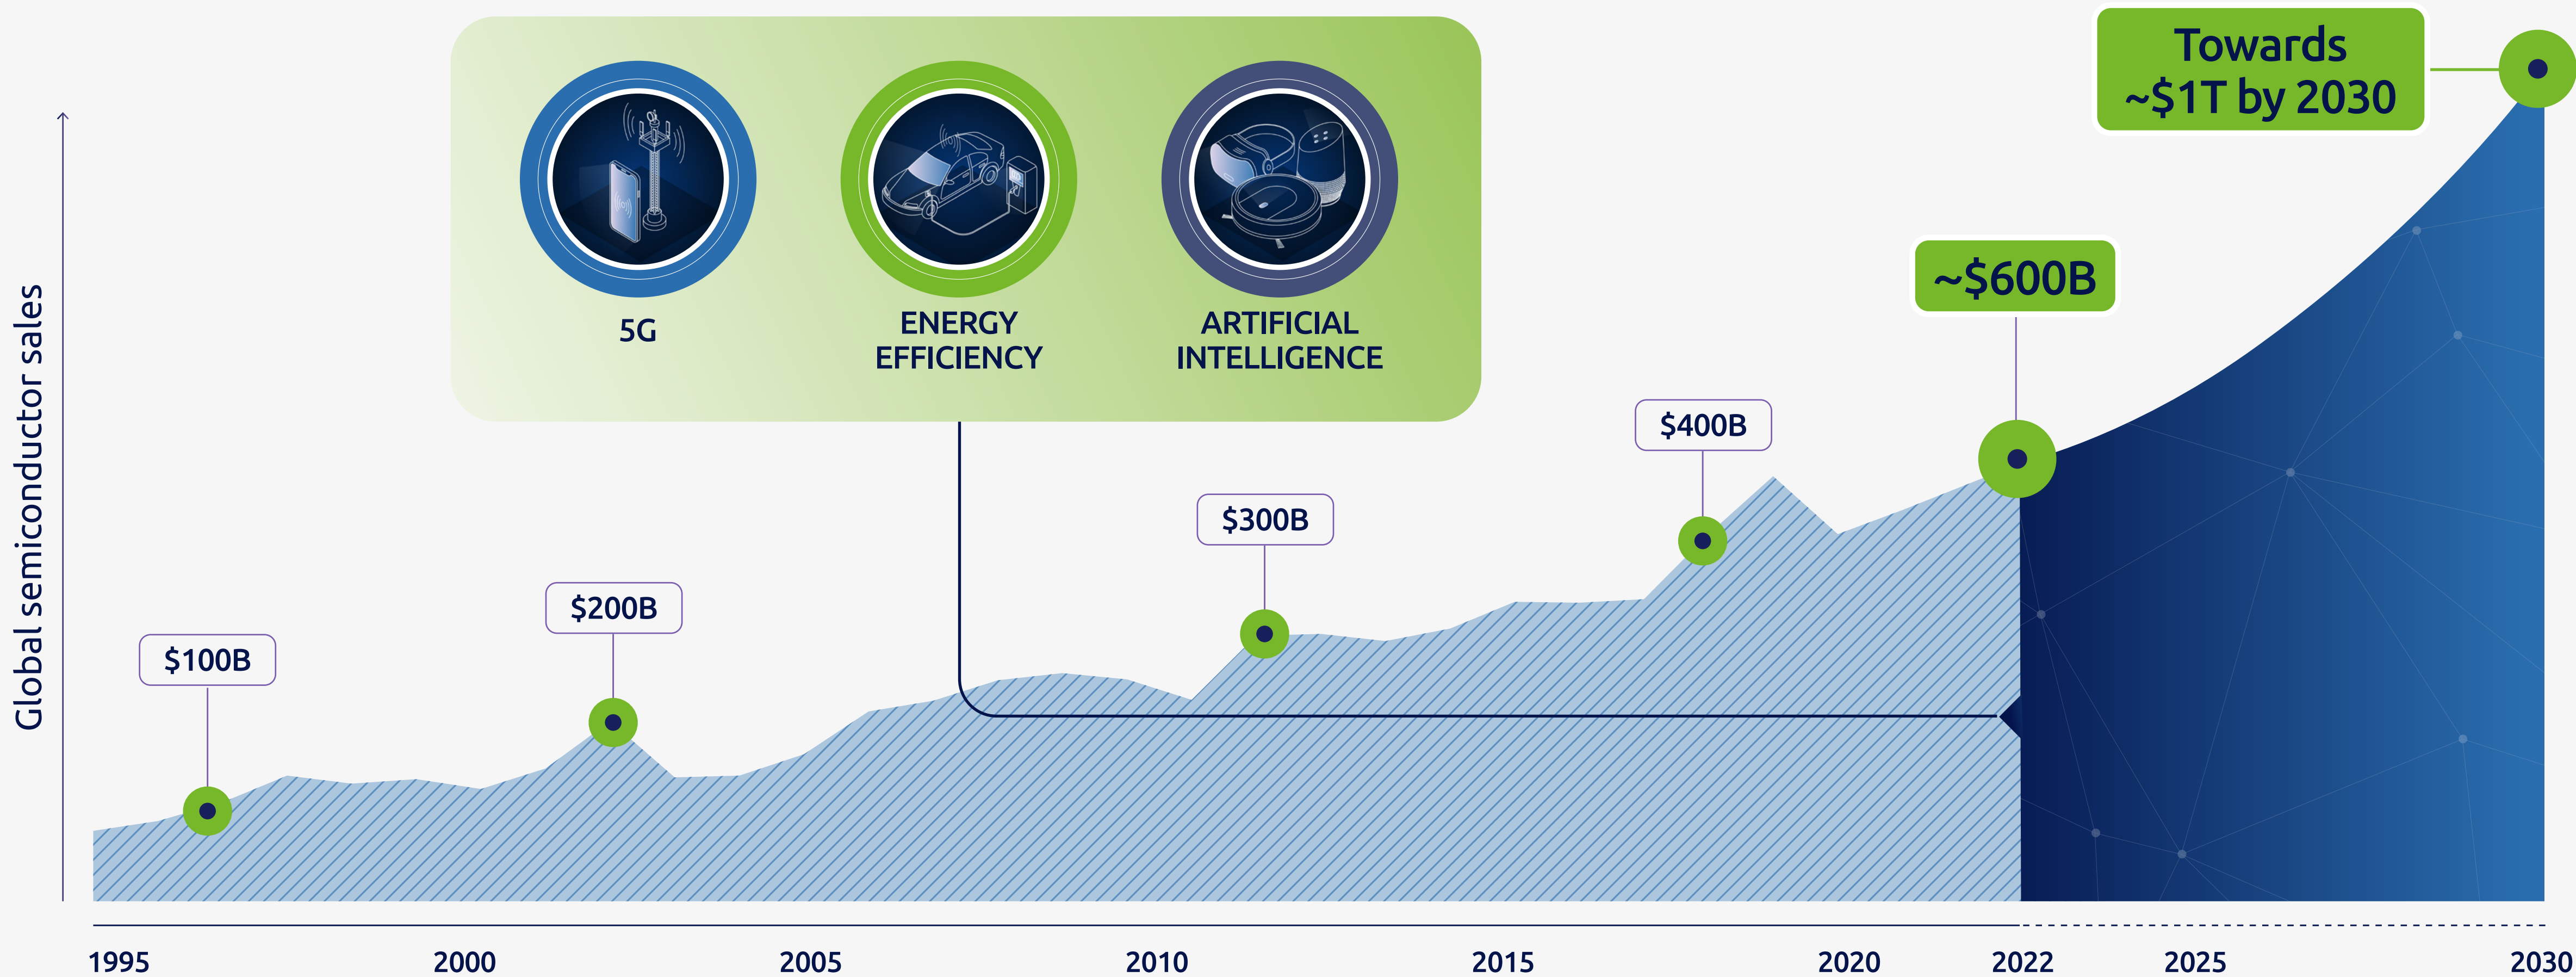 Towards
~$1T by 2030
5G
ENERGY
EFFICIENCY
ARTIFICIAL
INTELLIGENCE
~$600B
$400B
$300B
$200B
$100B
Global semiconductor sales
1995 2000 2005 2010 2015 2020 2022 2025 2030